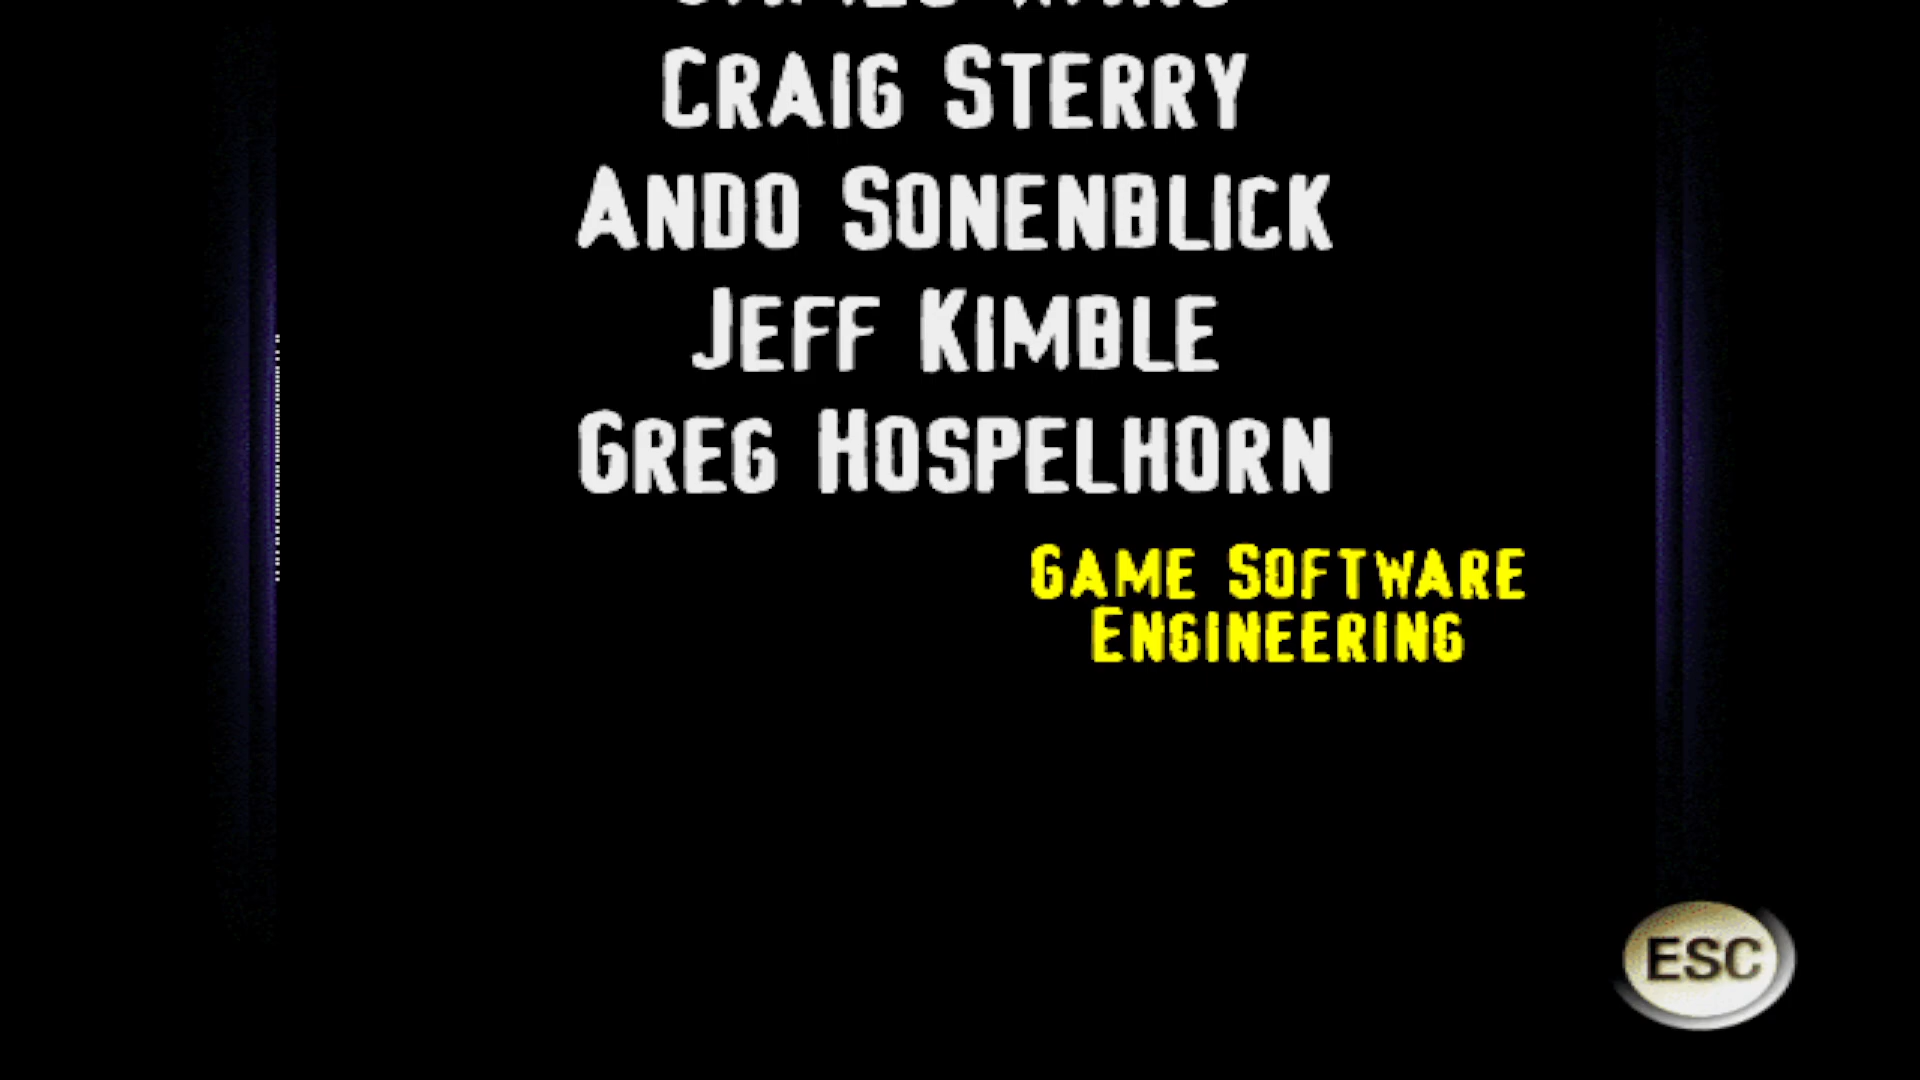 Craig Sterry
Ando Sonenblick
Jeff Kimble
Greg Hospelhorn
Game Software
Engineering
ESC